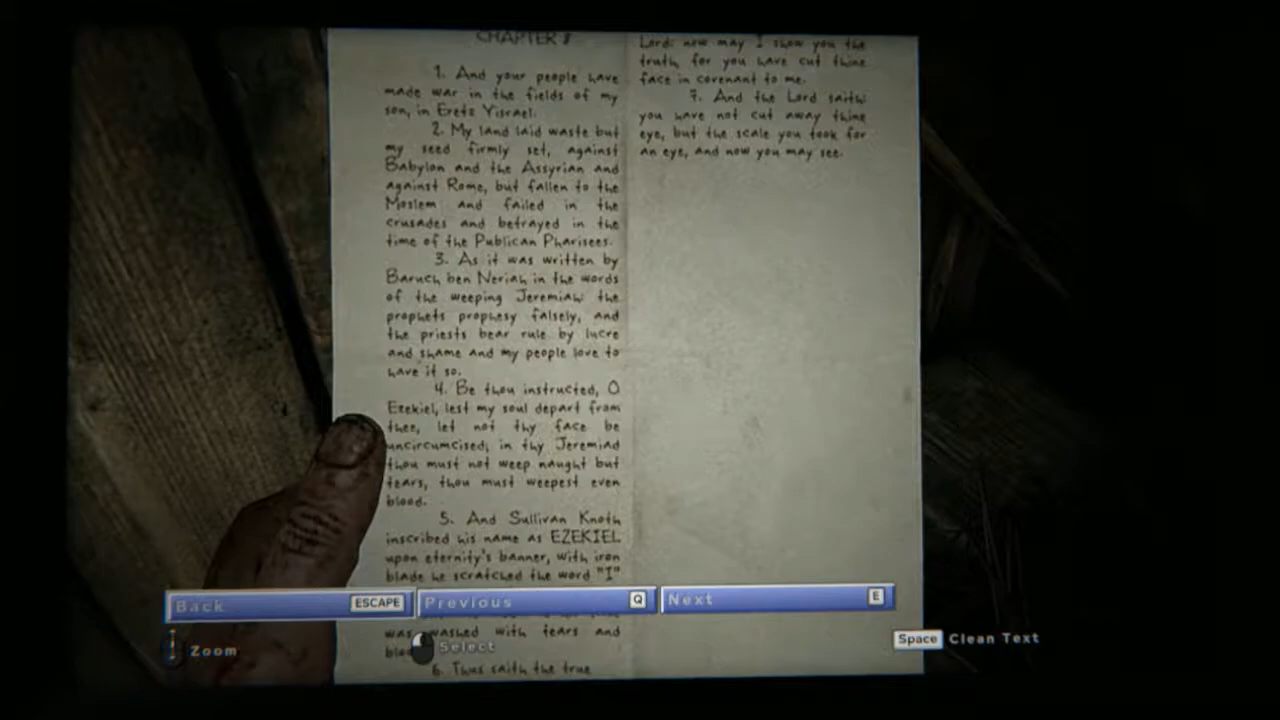 CHAPTER 8
1. And your people have
made war in the fields of my
son, in Eretz Yisrael.
2. My land laid waste but
my seed firmly set, against
Babylon and the Assyrian and
against Rome, but fallen to the
Moslem and failed in the
crusades and betrayed in the
time of the Publican Pharisees.
3. As it was written by
Baruch ben Neriah in the words
of the weeping Jeremiah: the
prophets prophesy falsely, and
the priests bear rule by lucre
and shame and my people love to
have it so.
4. Be thou instructed, O
Ezekiel, lest my soul depart from
thee, let not thy face be
uncircumcised; in thy Jeremiad
thou must not weep naught but
tears, thou must weepest even
blood.
5. And Sullivan Knoth
inscribed his name as EZEKIEL
upon eternity's banner, with iron
blade he scratched the word "I"
was washed with tears and
6. Thus saith the true
Lord: now may I show you the
truth, for you have cut thine
face in covenant to me.
7. And the Lord saith:
you have not cut away thine
eye, but the scale you took for
an eye, and now you may see.
Back ESCAPE Previous Q Next E
Zoom Select Space Clean Text